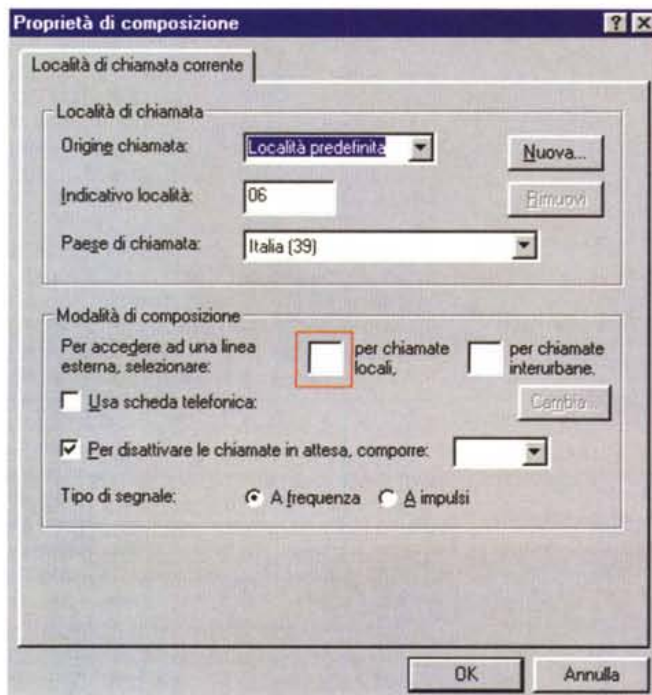 Proprietà di composizione
Località di chiamata corrente
Località di chiamata
Origine chiamata: Località predefinita Nuova...
Indicativo località: 06 Rimuovi
Paese di chiamata: Italia (39)
Modalità di composizione
Per accedere ad una linea per chiamate per chiamate
esterna, selezionare: locali, interurbane.
Usa scheda telefonica: Cambia...
Per disattivare le chiamate in attesa, comporre:
Tipo di segnale: A frequenza A impulsi
OK Annulla